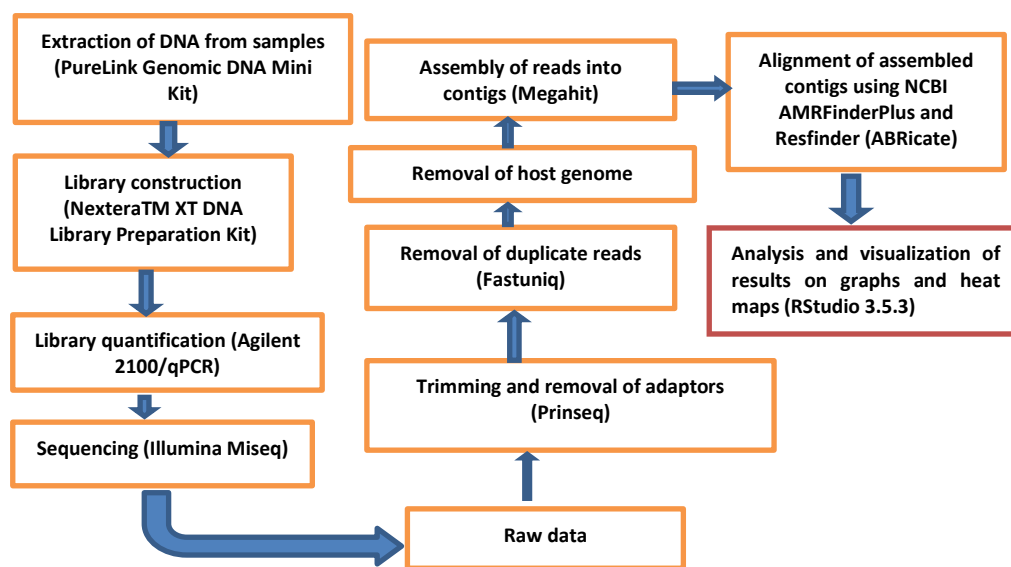 Extraction of DNA from samples
(PureLink Genomic DNA Mini
Kit)
Library construction
(NexteraTM XT DNA
Library Preparation Kit)
Library quantification (Agilent
2100/qPCR)
Sequencing (Illumina Miseq)
Raw data
Trimming and removal of adaptors
(Prinseq)
Removal of duplicate reads
(Fastuniq)
Removal of host genome
Assembly of reads into
contigs (Megahit)
Alignment of assembled
contigs using NCBI
AMRFinderPlus and
Resfinder (ABRicate)
Analysis and visualization of
results on graphs and heat
maps (RStudio 3.5.3)